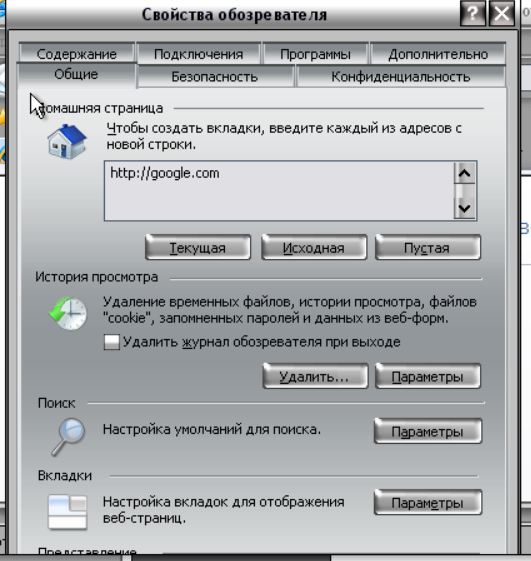 Свойства обозревателя
Содержание Подключения Программы Дополнительно
Общие Безопасность Конфиденциальность
Домашняя страница
Чтобы создать вкладки, введите каждый из адресов с
новой строки.
http://google.com
Текущая Исходная Пустая
История просмотра
Удаление временных файлов, истории просмотра, файлов
"cookie", запомненных паролей и данных из веб-форм.
Удалить журнал обозревателя при выходе
Удалить... Параметры
Поиск
Настройка умолчаний для поиска.
Параметры
Вкладки
Настройка вкладок для отображения
веб-страниц.
Параметры
Представление